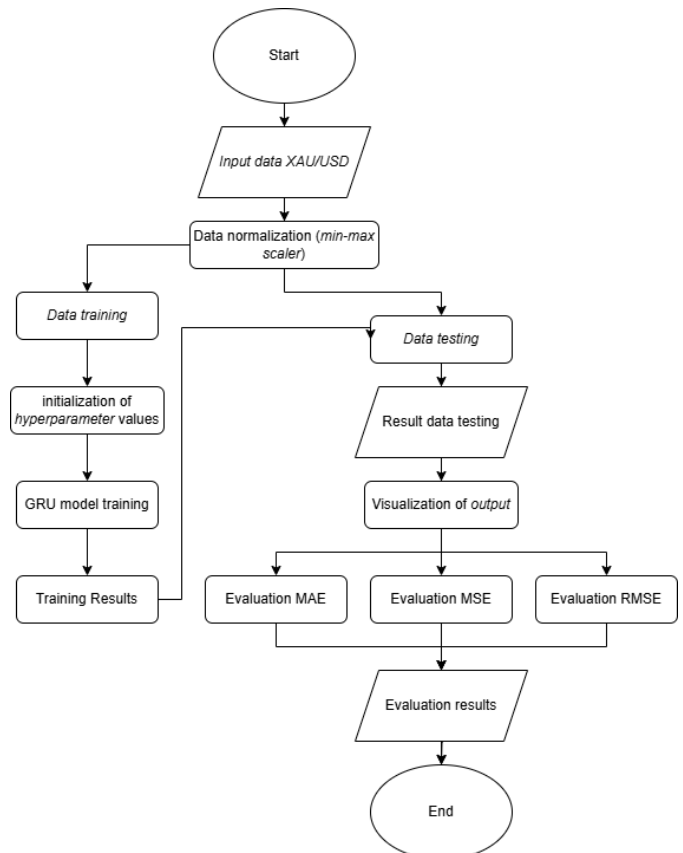 Start
Input data XAU/USD
Data normalization (min-max
scaler)
Data training
Data testing
initialization of
hyperparameter values
Result data testing
GRU model training
Visualization of output
Training Results
Evaluation MAE
Evaluation MSE
Evaluation RMSE
Evaluation results
End